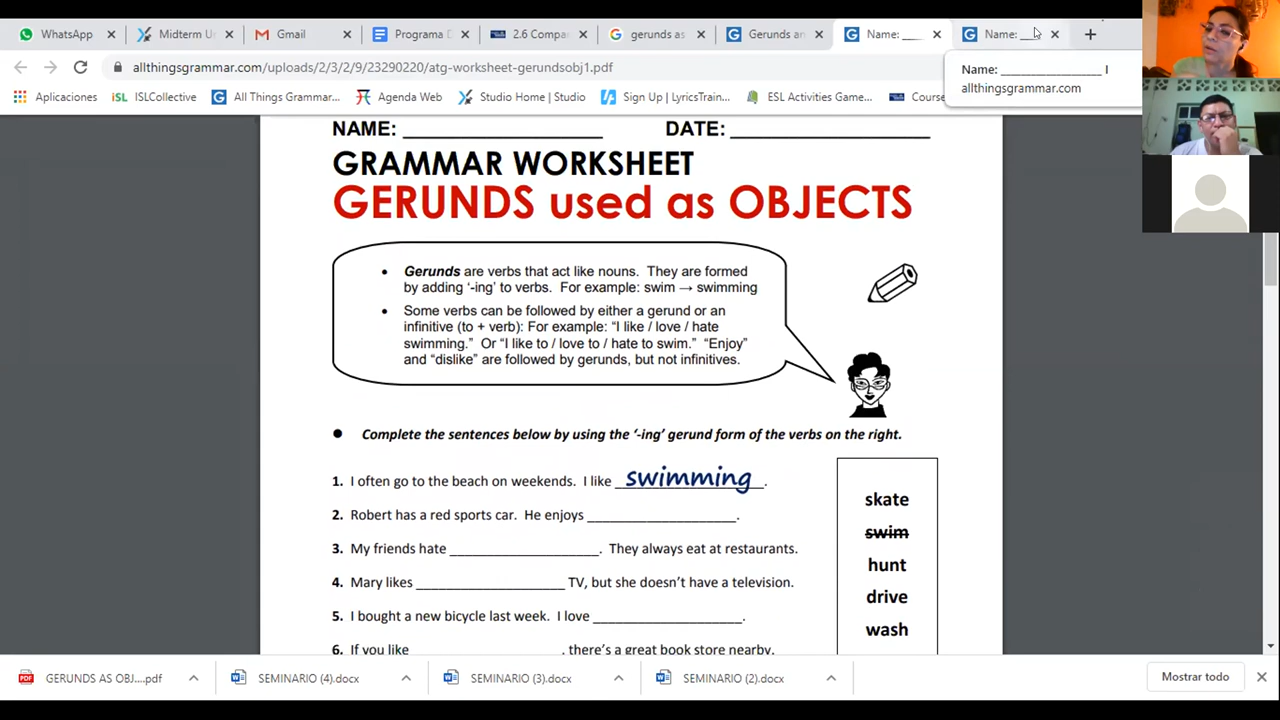 WhatsApp
Midterm U
Gmail
Programa D
2.6 Compa
gerunds as
Gerunds an
Name: ___
Name: ___
allthingsgrammar.com/uploads/2/3/2/9/23290220/atg-worksheet-gerundsobj1.pdf
Name: __________________ I
allthingsgrammar.com
Aplicaciones
iSLCollective
All Things Grammar...
Agenda Web
Studio Home | Studio
Sign Up | LyricsTrain...
ESL Activities Game...
Cours
NAME: __________________ DATE: __________________
GRAMMAR WORKSHEET
GERUNDS used as OBJECTS
• Gerunds are verbs that act like nouns. They are formed
by adding ‘-ing’ to verbs. For example: swim → swimming
• Some verbs can be followed by either a gerund or an
infinitive (to + verb): For example: “I like / love / hate
swimming.” Or “I like to / love to / hate to swim.” “Enjoy”
and “dislike” are followed by gerunds, but not infinitives.
● Complete the sentences below by using the ‘-ing’ gerund form of the verbs on the right.
1. I often go to the beach on weekends. I like swimming.
2. Robert has a red sports car. He enjoys __________________.
3. My friends hate __________________. They always eat at restaurants.
4. Mary likes __________________ TV, but she doesn’t have a television.
5. I bought a new bicycle last week. I love __________________.
6. If you like __________________, there’s a great book store nearby.
skate
swim
hunt
drive
wash
GERUNDS AS OBJ....pdf
SEMINARIO (4).docx
SEMINARIO (3).docx
SEMINARIO (2).docx
Mostrar todo